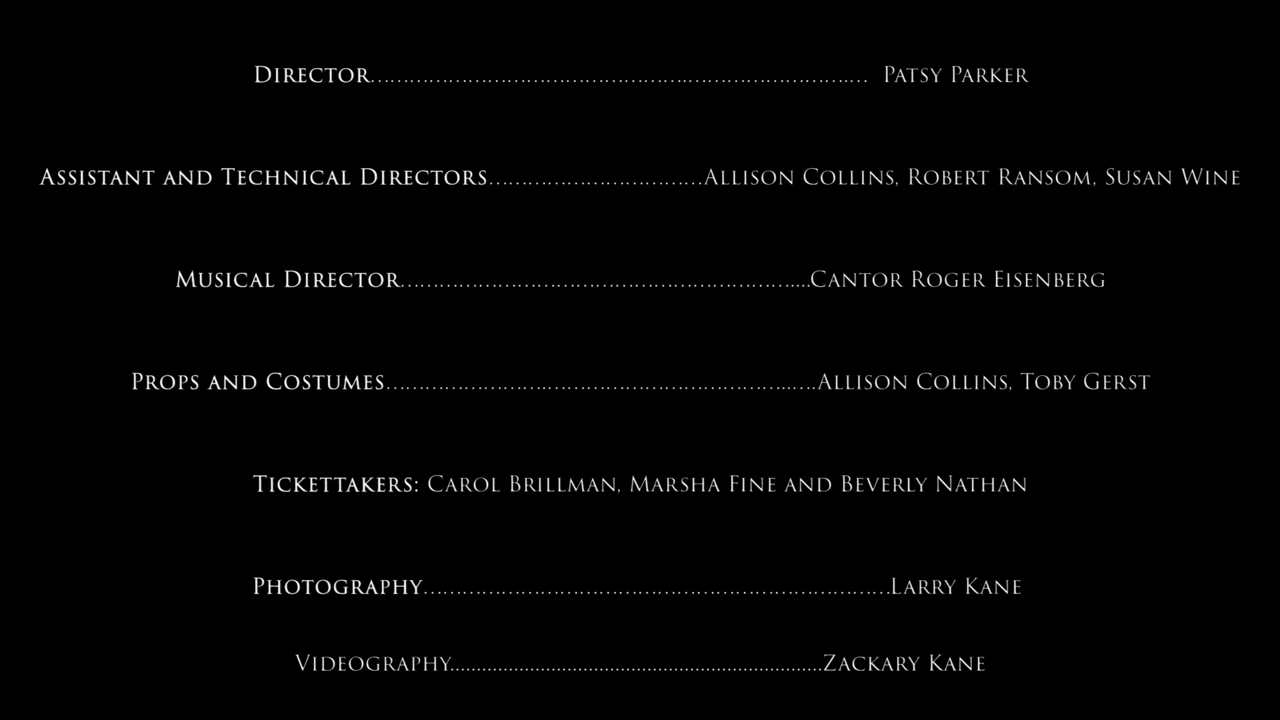 Director……………………………………….…………………….… Patsy Parker
Assistant and Technical Directors……………………………Allison Collins, Robert Ransom, Susan Wine
Musical Director……………………………………………………....Cantor Roger Eisenberg
Props and Costumes…………………….………………………………..….Allison Collins, Toby Gerst
Tickettakers: Carol Brillman, Marsha Fine and Beverly Nathan
Photography………………………………………………………………Larry Kane
Videography......................................................................Zackary Kane